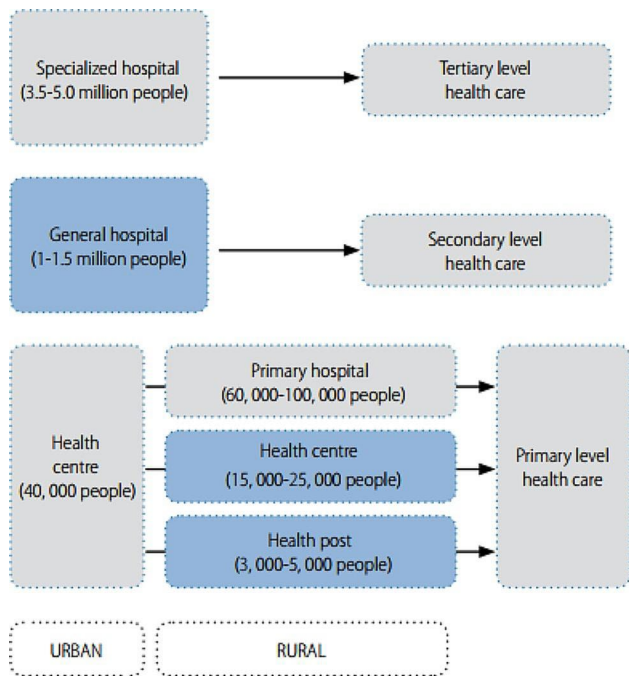 Specialized hospital
(3.5-5.0 million people)
Tertiary level
health care
General hospital
(1-1.5 million people)
Secondary level
health care
Health
centre
(40, 000 people)
Primary hospital
(60, 000-100, 000 people)
Health centre
(15, 000-25, 000 people)
Health post
(3, 000-5, 000 people)
Primary level
health care
URBAN
RURAL